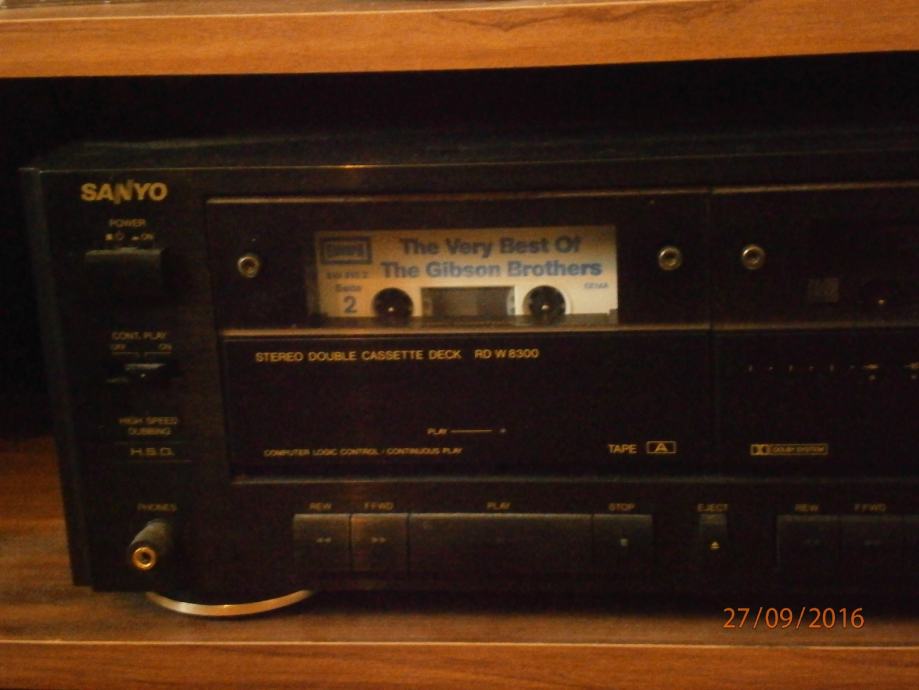 SANYO
POWER
ON
CONT. PLAY
OFF ON
HIGH SPEED
DUBBING
H.S.D.
PHONES
The Very Best Of
The Gibson Brothers
Seite
2
GEMA
STEREO DOUBLE CASSETTE DECK RD W8300
PLAY
COMPUTER LOGIC CONTROL / CONTINUOUS PLAY
TAPE A
DOLBY SYSTEM
REW F FWD PLAY STOP EJECT REW F FWD
27/09/2016